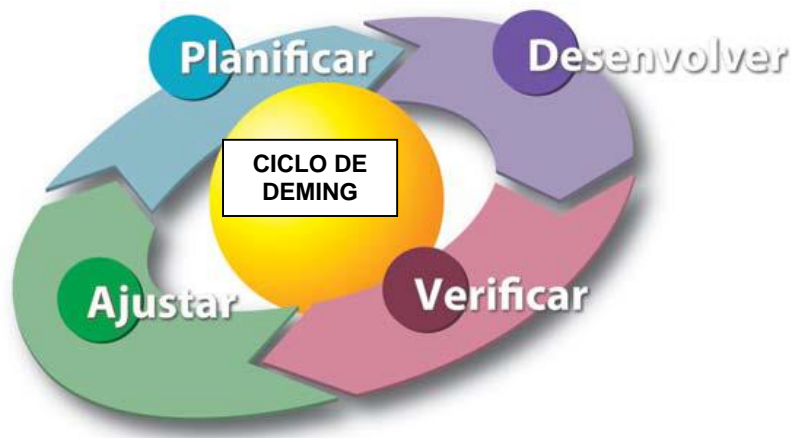 Planificar
Desenvolver
CICLO DE
DEMING
Ajustar
Verificar